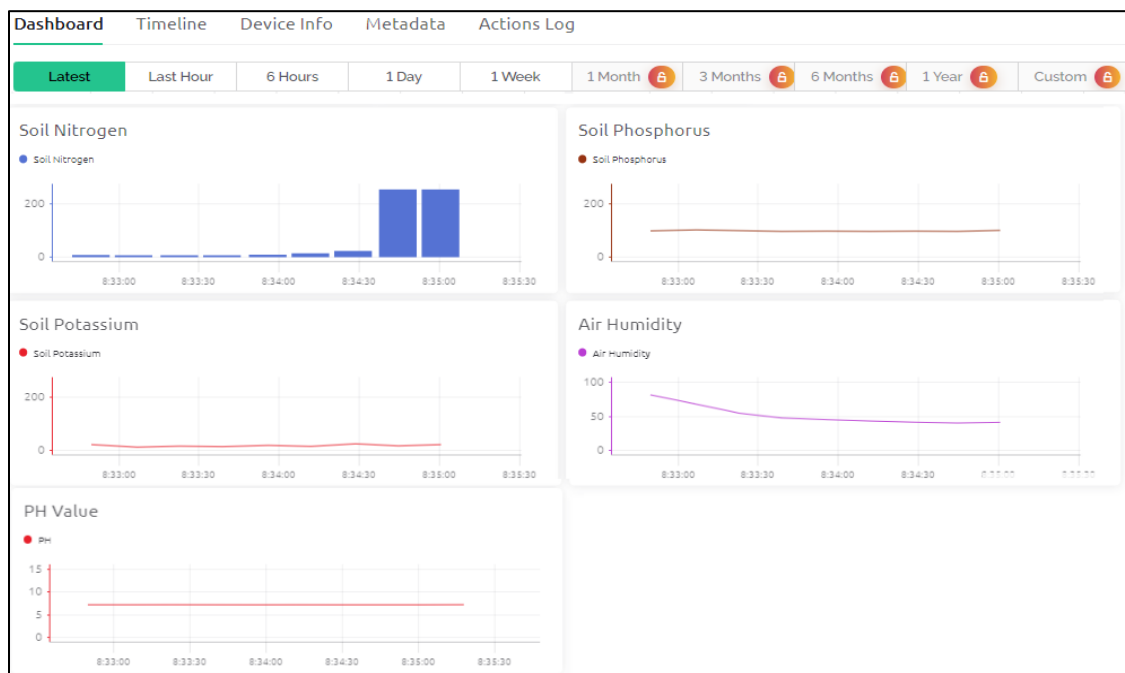 Dashboard Timeline Device Info Metadata Actions Log
Latest Last Hour 6 Hours 1 Day 1 Week 1 Month 3 Months 6 Months 1 Year Custom
Soil Nitrogen
Soil Nitrogen
200
0
8:33:00 8:33:30 8:34:00 8:34:30 8:35:00 8:35:30
Soil Phosphorus
Soil Phosphorus
200
0
8:33:00 8:33:30 8:34:00 8:34:30 8:35:00 8:35:30
Soil Potassium
Soil Potassium
200
0
8:33:00 8:33:30 8:34:00 8:34:30 8:35:00 8:35:30
Air Humidity
Air Humidity
100
50
0
8:33:00 8:33:30 8:34:00 8:34:30 8:35:00 8:35:30
PH Value
PH
15
10
5
0
8:33:00 8:33:30 8:34:00 8:34:30 8:35:00 8:35:30